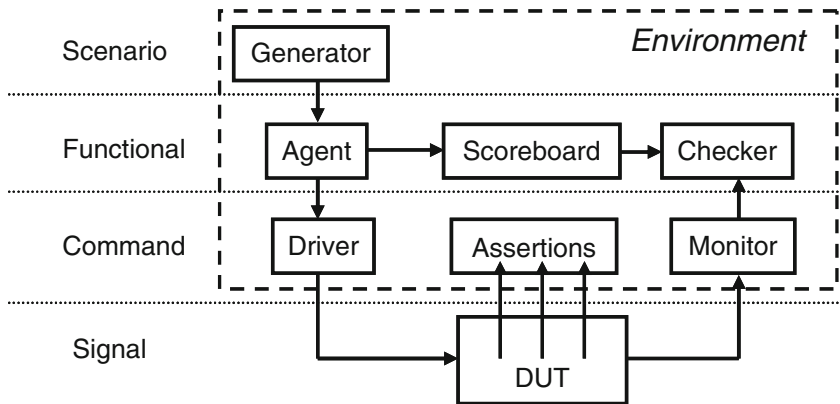 Scenario
Generator
Environment
Functional
Agent
Scoreboard
Checker
Command
Driver
Assertions
Monitor
Signal
DUT